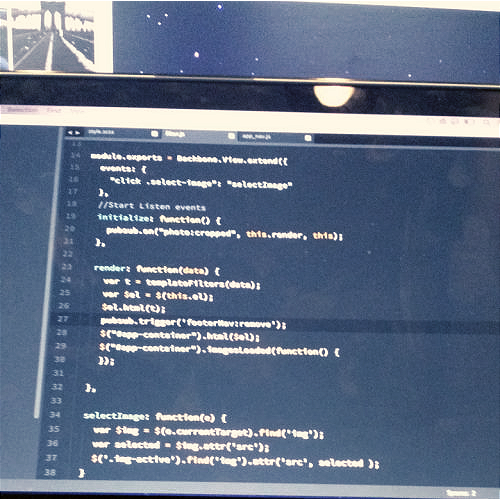 Selection Find View
style.scss filter.js app_nav.js
13
14 module.exports = Backbone.View.extend({
15 events: {
16 "click .select-image": "selectImage"
17 },
18 //Start Listen events
19 initialize: function() {
20 pubsub.on("photo:cropped", this.render, this);
21 },
22
23 render: function(data) {
24 var t = templateFilters(data);
25 var $el = $(this.el);
26 $el.html(t);
27 pubsub.trigger('footerNav:remove');
28 $("#app-container").html($el);
29 $("#app-container").imagesLoaded(function() {
30 });
31
32 },
33
34 selectImage: function(e) {
35 var $img = $(e.currentTarget).find('img');
36 var selected = $img.attr('src');
37 $('.img-active').find('img').attr('src', selected );
38 }
Spaces: 2